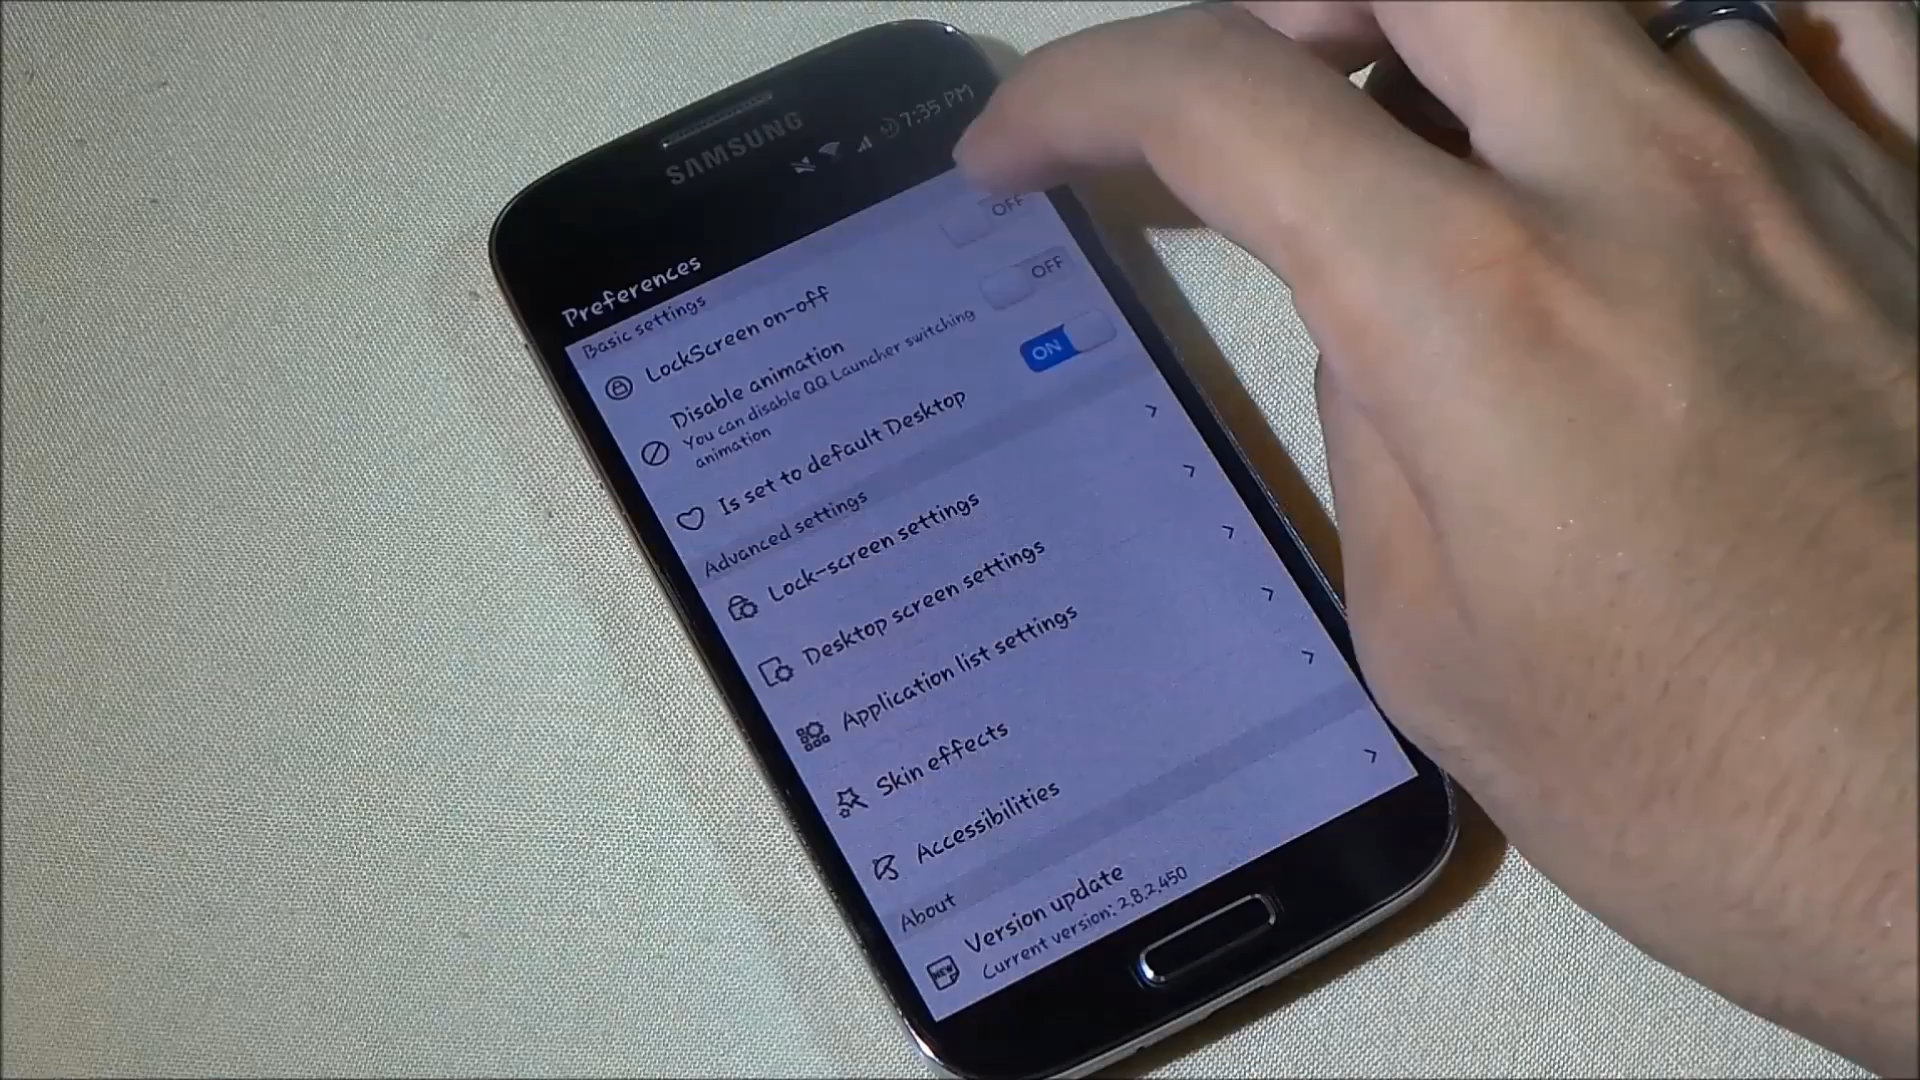 SAMSUNG
7:35 PM
Preferences
Basic settings
LockScreen on-off
OFF
Disable animation
OFF
You can disable QQ Launcher switching
animation
Is set to default Desktop
ON
Advanced settings
Lock-screen settings
Desktop screen settings
Application list settings
Skin effects
Accessibilities
About
Version update
Current version: 2.8.2.450
NEW